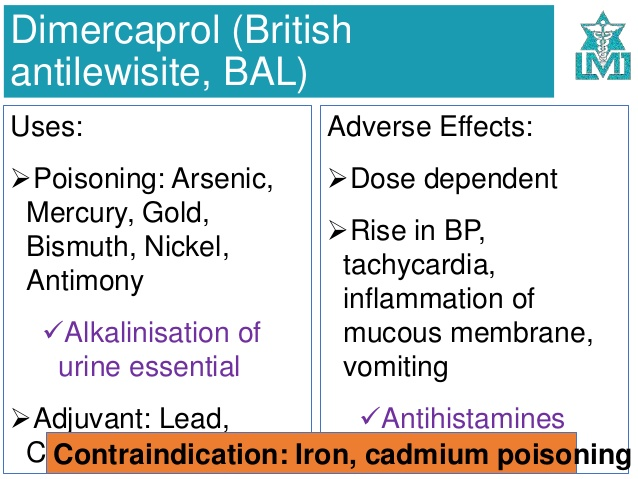 Dimercaprol (British
antilewisite, BAL)
Uses:
➢Poisoning: Arsenic,
Mercury, Gold,
Bismuth, Nickel,
Antimony
✓Alkalinisation of
urine essential
➢Adjuvant: Lead,
C
Adverse Effects:
➢Dose dependent
➢Rise in BP,
tachycardia,
inflammation of
mucous membrane,
vomiting
✓Antihistamines
Contraindication: Iron, cadmium poisoning